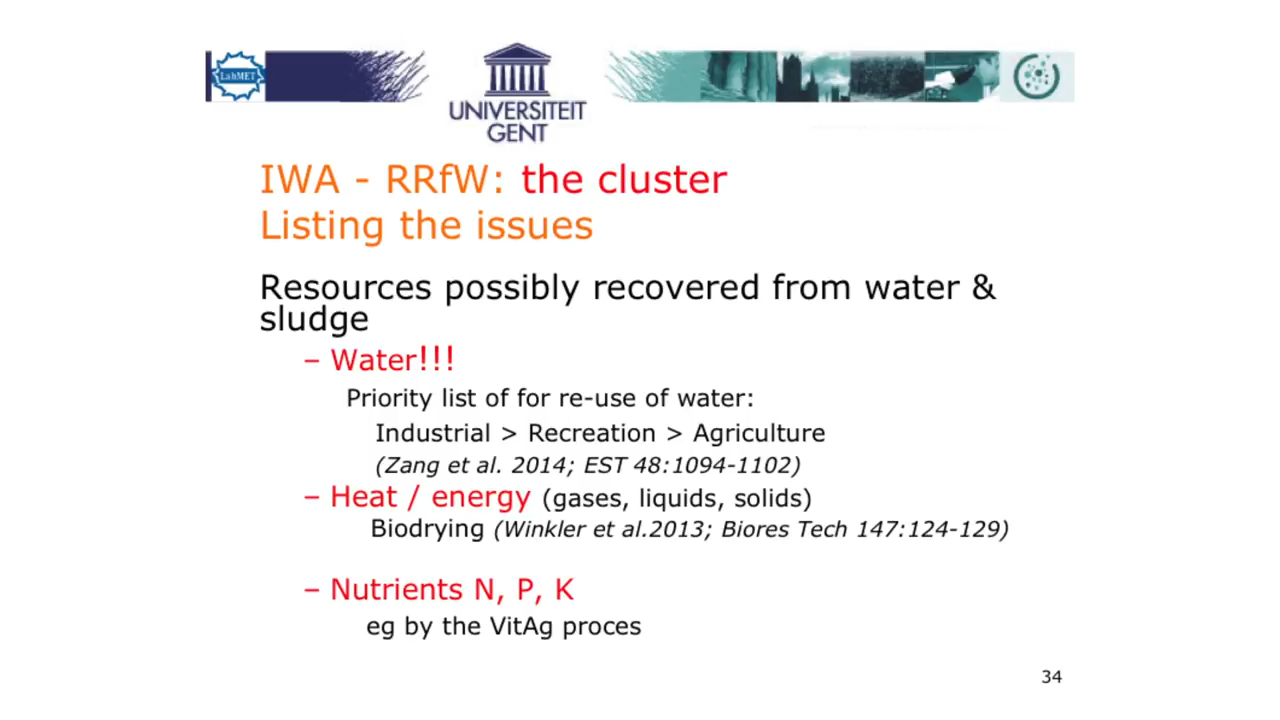 LabMET
UNIVERSITEIT
GENT
IWA - RRfW: the cluster
Listing the issues
Resources possibly recovered from water &
sludge
– Water!!!
Priority list of for re-use of water:
Industrial > Recreation > Agriculture
(Zang et al. 2014; EST 48:1094-1102)
– Heat / energy (gases, liquids, solids)
Biodrying (Winkler et al.2013; Biores Tech 147:124-129)
– Nutrients N, P, K
eg by the VitAg proces
34